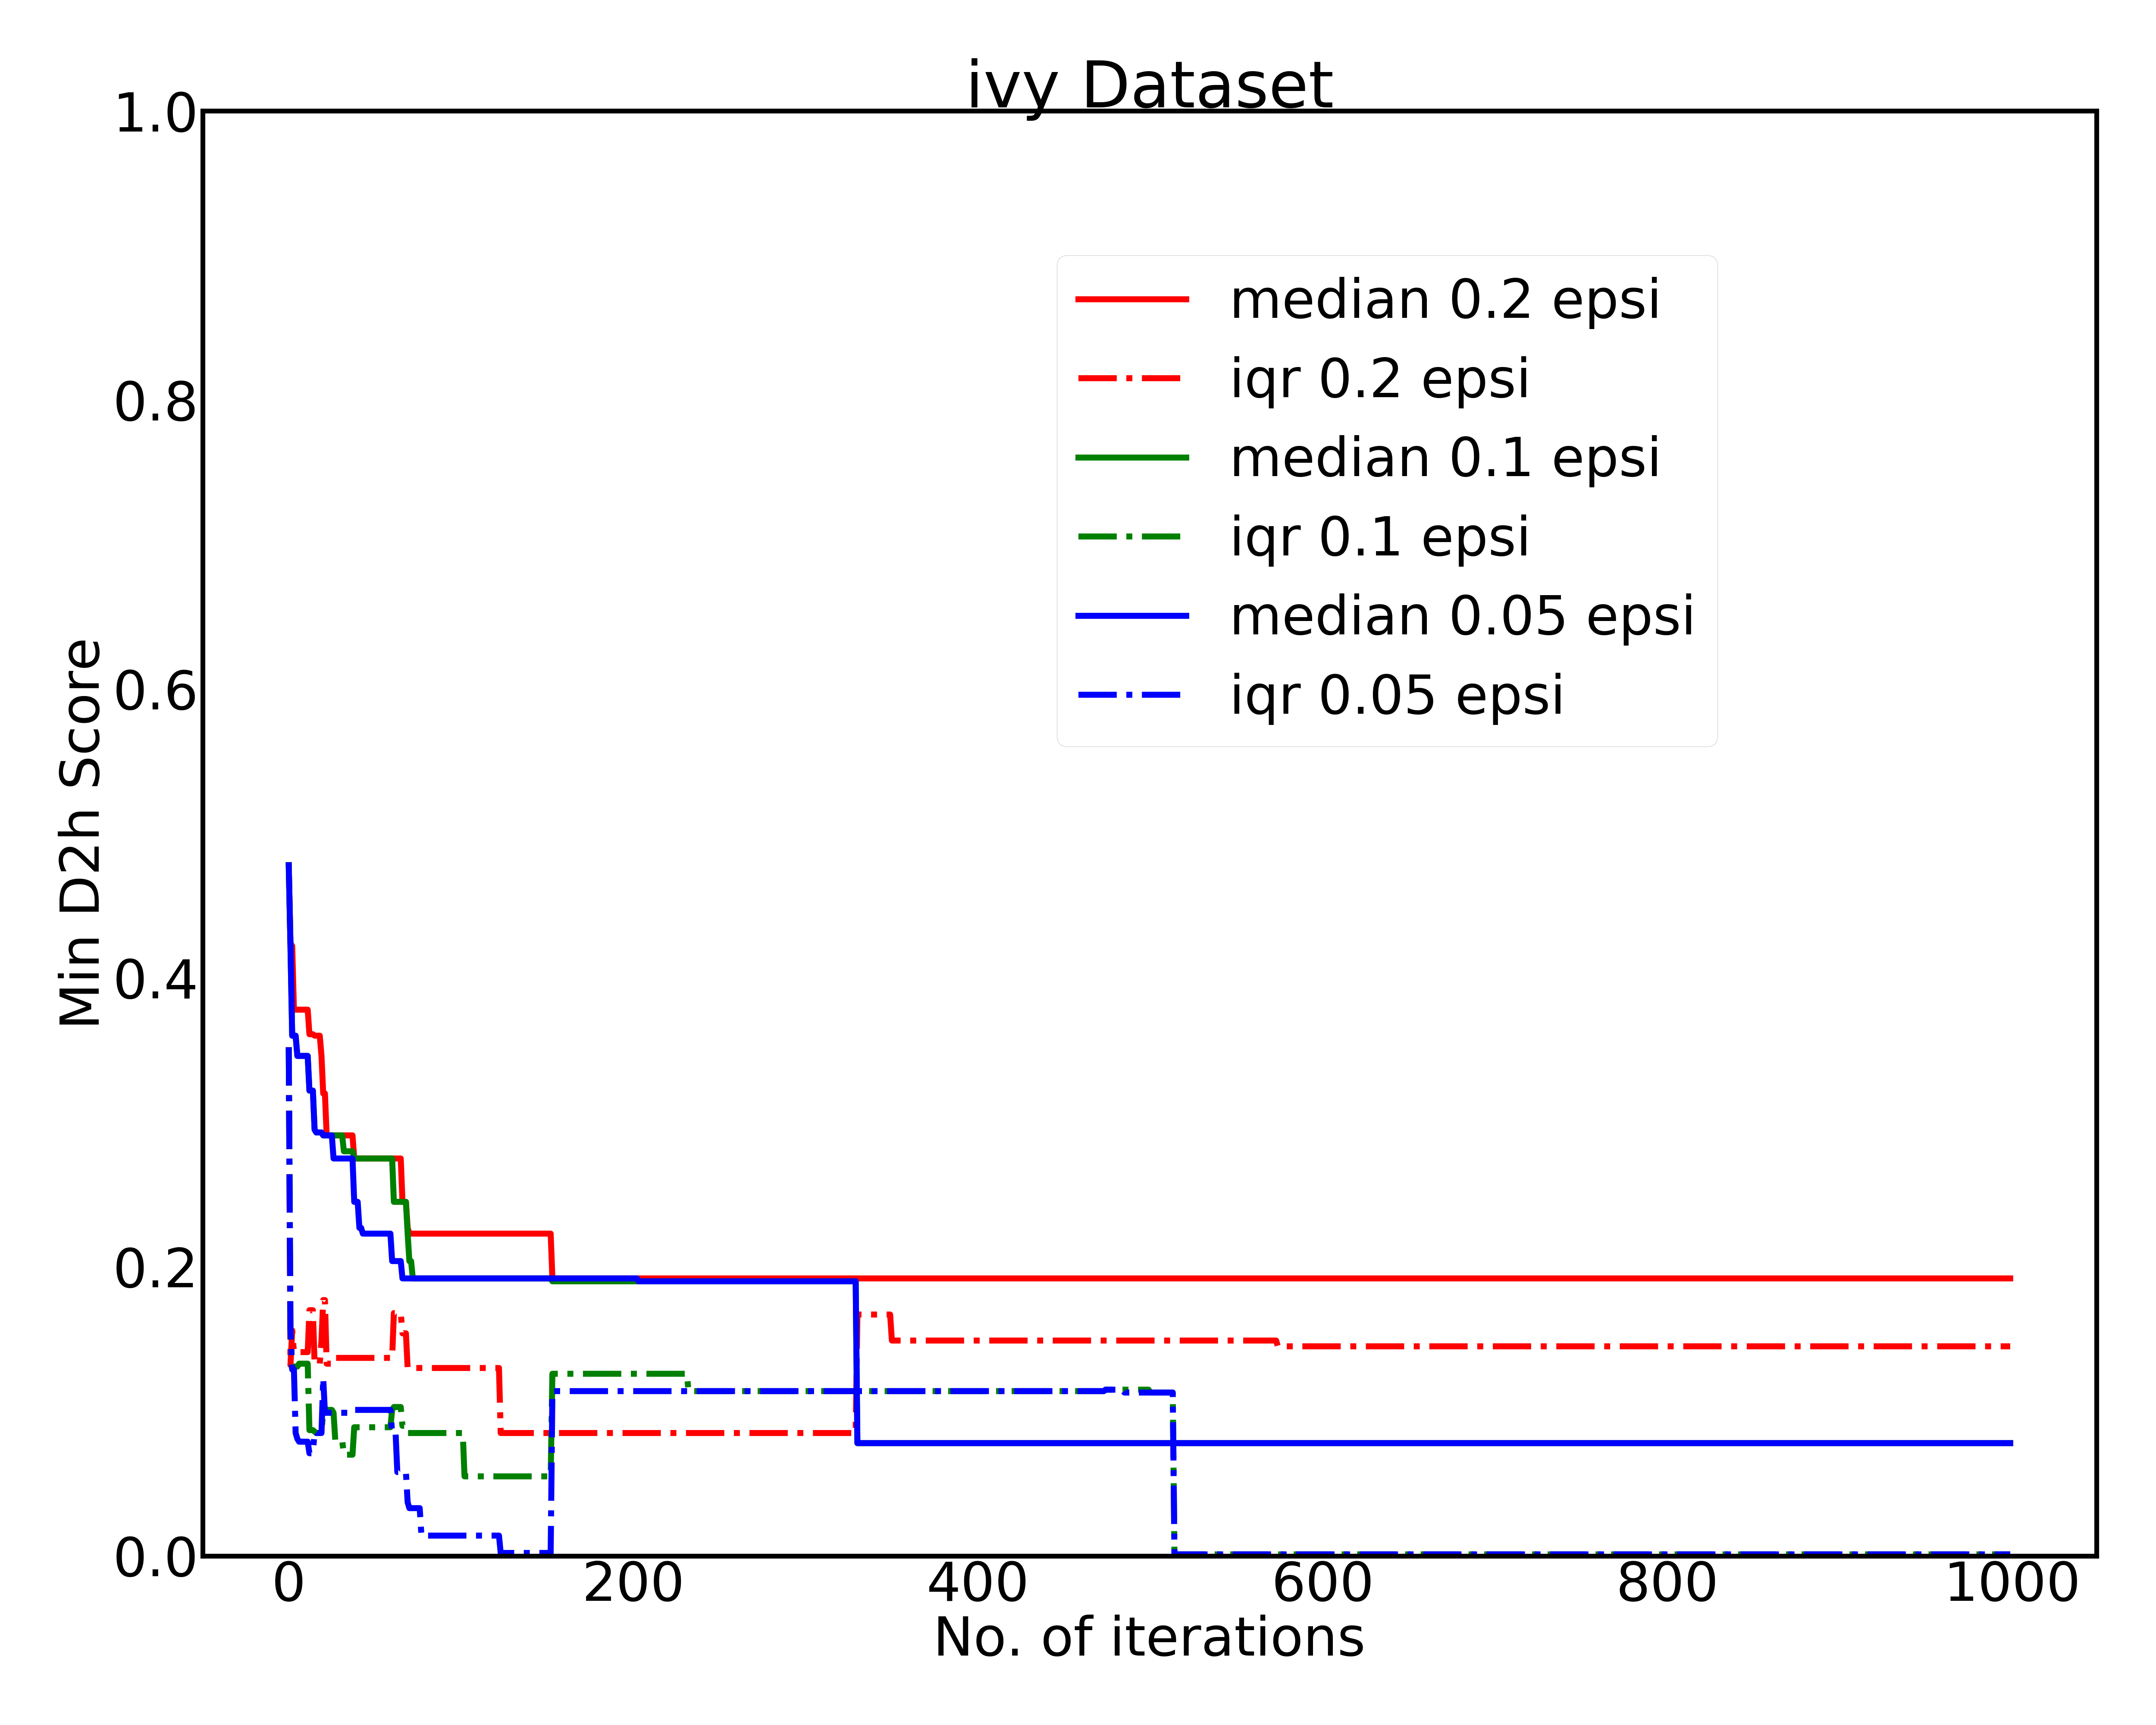 ivy Dataset
1.0
0.8
0.6
0.4
0.2
0.0
Min D2h Score
median 0.2 epsi
iqr 0.2 epsi
median 0.1 epsi
iqr 0.1 epsi
median 0.05 epsi
iqr 0.05 epsi
0 200 400 600 800 1000
No. of iterations